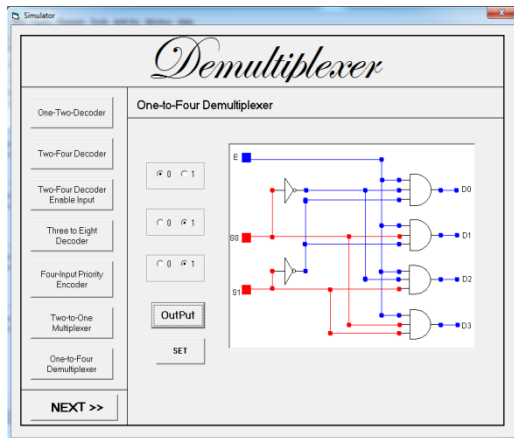 Simulator
Demultiplexer
One-Two-Decoder
Two-Four Decoder
Two-Four Decoder
Enable Input
Three to Eight
Decoder
Four-Input Priority
Encoder
Two-to-One
Multiplexer
One-to-Four
Demultiplexer
NEXT >>
One-to-Four Demultiplexer
0 1
0 1
0 1
OutPut
SET
E
S0
S1
D0
D1
D2
D3